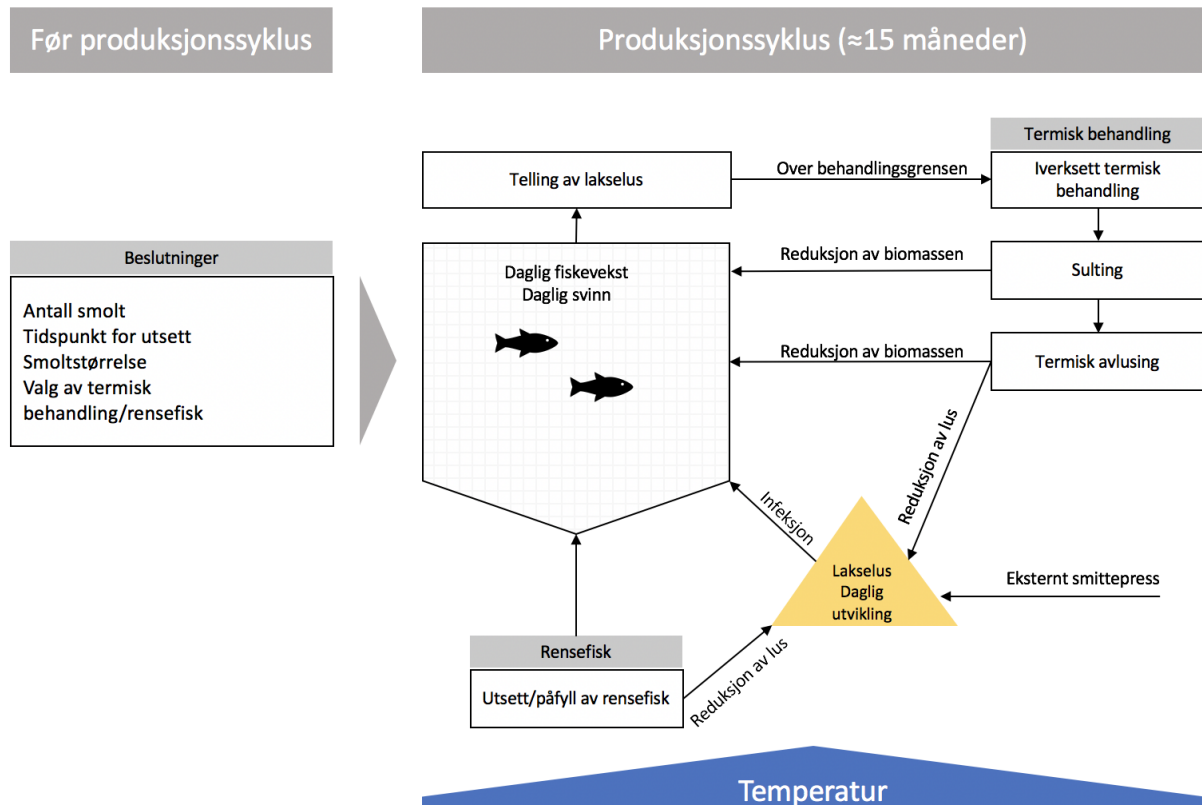 Før produksjonssyklus
Produksjonssyklus (≈15 måneder)
Termisk behandling
Telling av lakselus
Over behandlingsgrensen
Iverksett termisk
behandling
Beslutninger
Antall smolt
Tidspunkt for utsett
Smoltstørrelse
Valg av termisk
behandling/rensefisk
Daglig fiskevekst
Daglig svinn
Reduksjon av biomassen
Sulting
Reduksjon av biomassen
Termisk avlusing
Reduksjon av lus
Infeksjon
Lakselus
Daglig
utvikling
Eksternt smittepress
Rensefisk
Utsett/påfyll av rensefisk
Reduksjon av lus
Temperatur